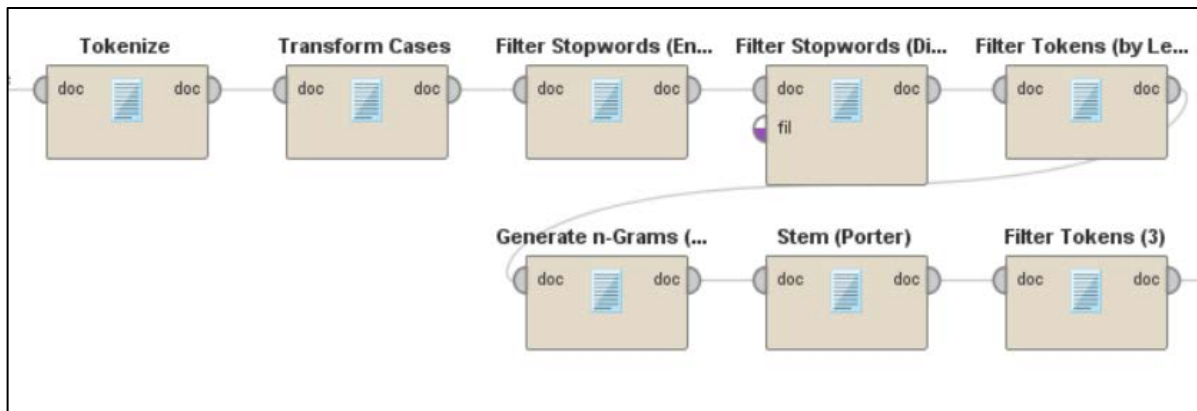 Tokenize Transform Cases Filter Stopwords (En... Filter Stopwords (Di... Filter Tokens (by Le...
doc doc doc doc doc doc doc doc doc doc
fil
Generate n-Grams (... Stem (Porter) Filter Tokens (3)
doc doc doc doc doc doc